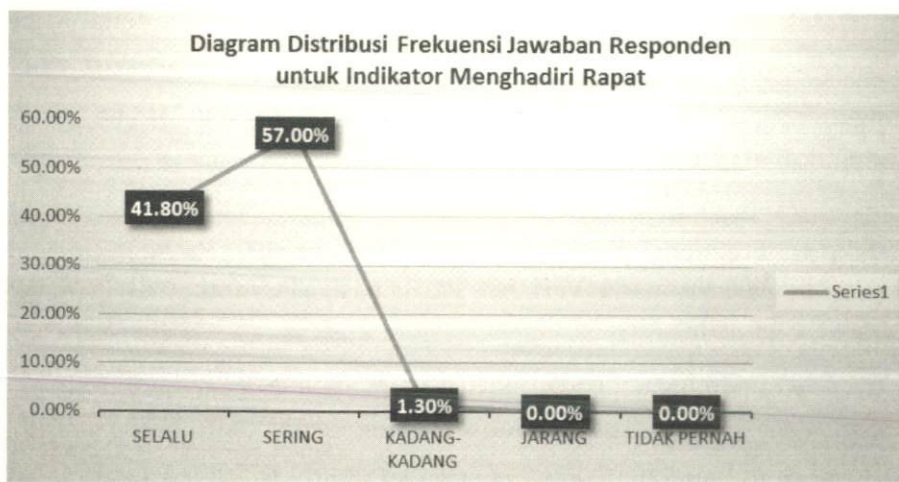 Diagram Distribusi Frekuensi Jawaban Responden
untuk Indikator Menghadiri Rapat
60.00%
50.00%
40.00%
30.00%
20.00%
10.00%
0.00%
41.80%
57.00%
1.30%
0.00%
0.00%
SELALU
SERING
KADANG-
KADANG
JARANG
TIDAK PERNAH
Series1